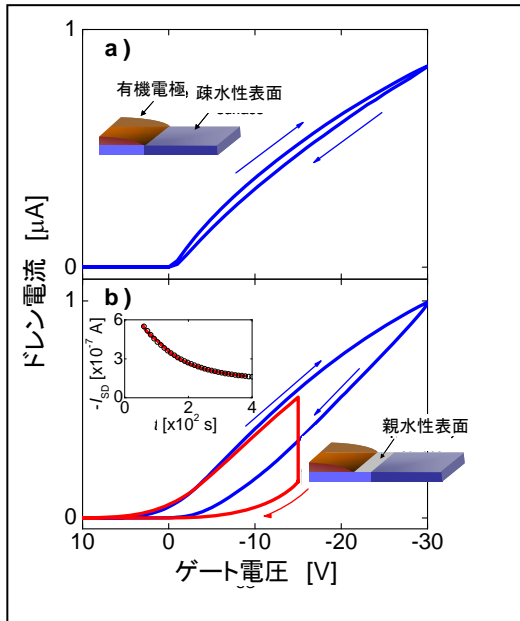 1
a)
有機電極
疎水性表面
0
ドレン電流 [μA]
1
b)
6
3
0
-I_SD [x10^-7 A]
0 2 4
t [x10^2 s]
親水性表面
0
10 0 -10 -20 -30
ゲート電圧 [V]